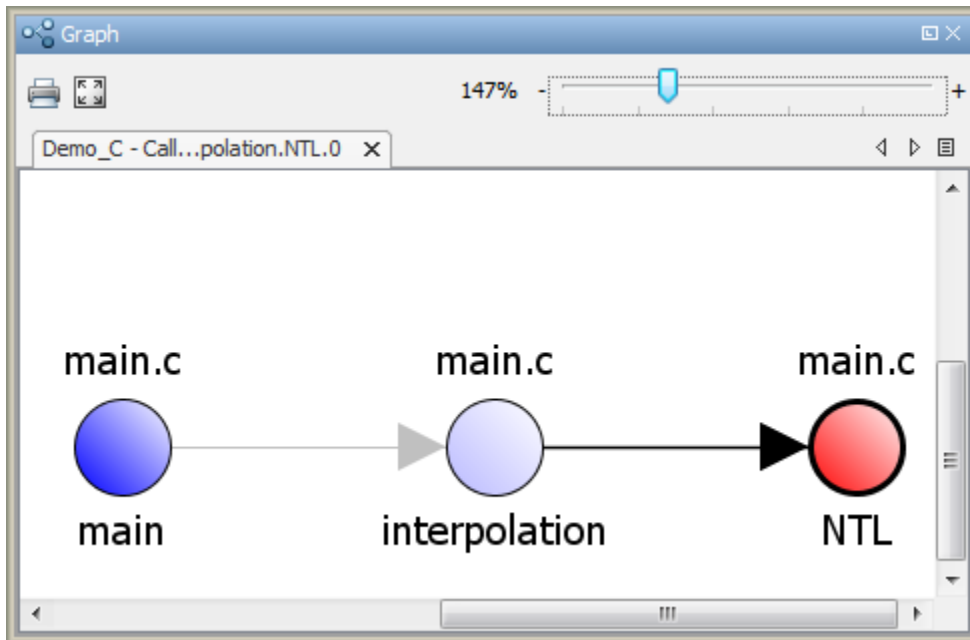 Graph
147% - +
Demo_C - Call...polation.NTL.0
main.c main.c main.c
main interpolation NTL